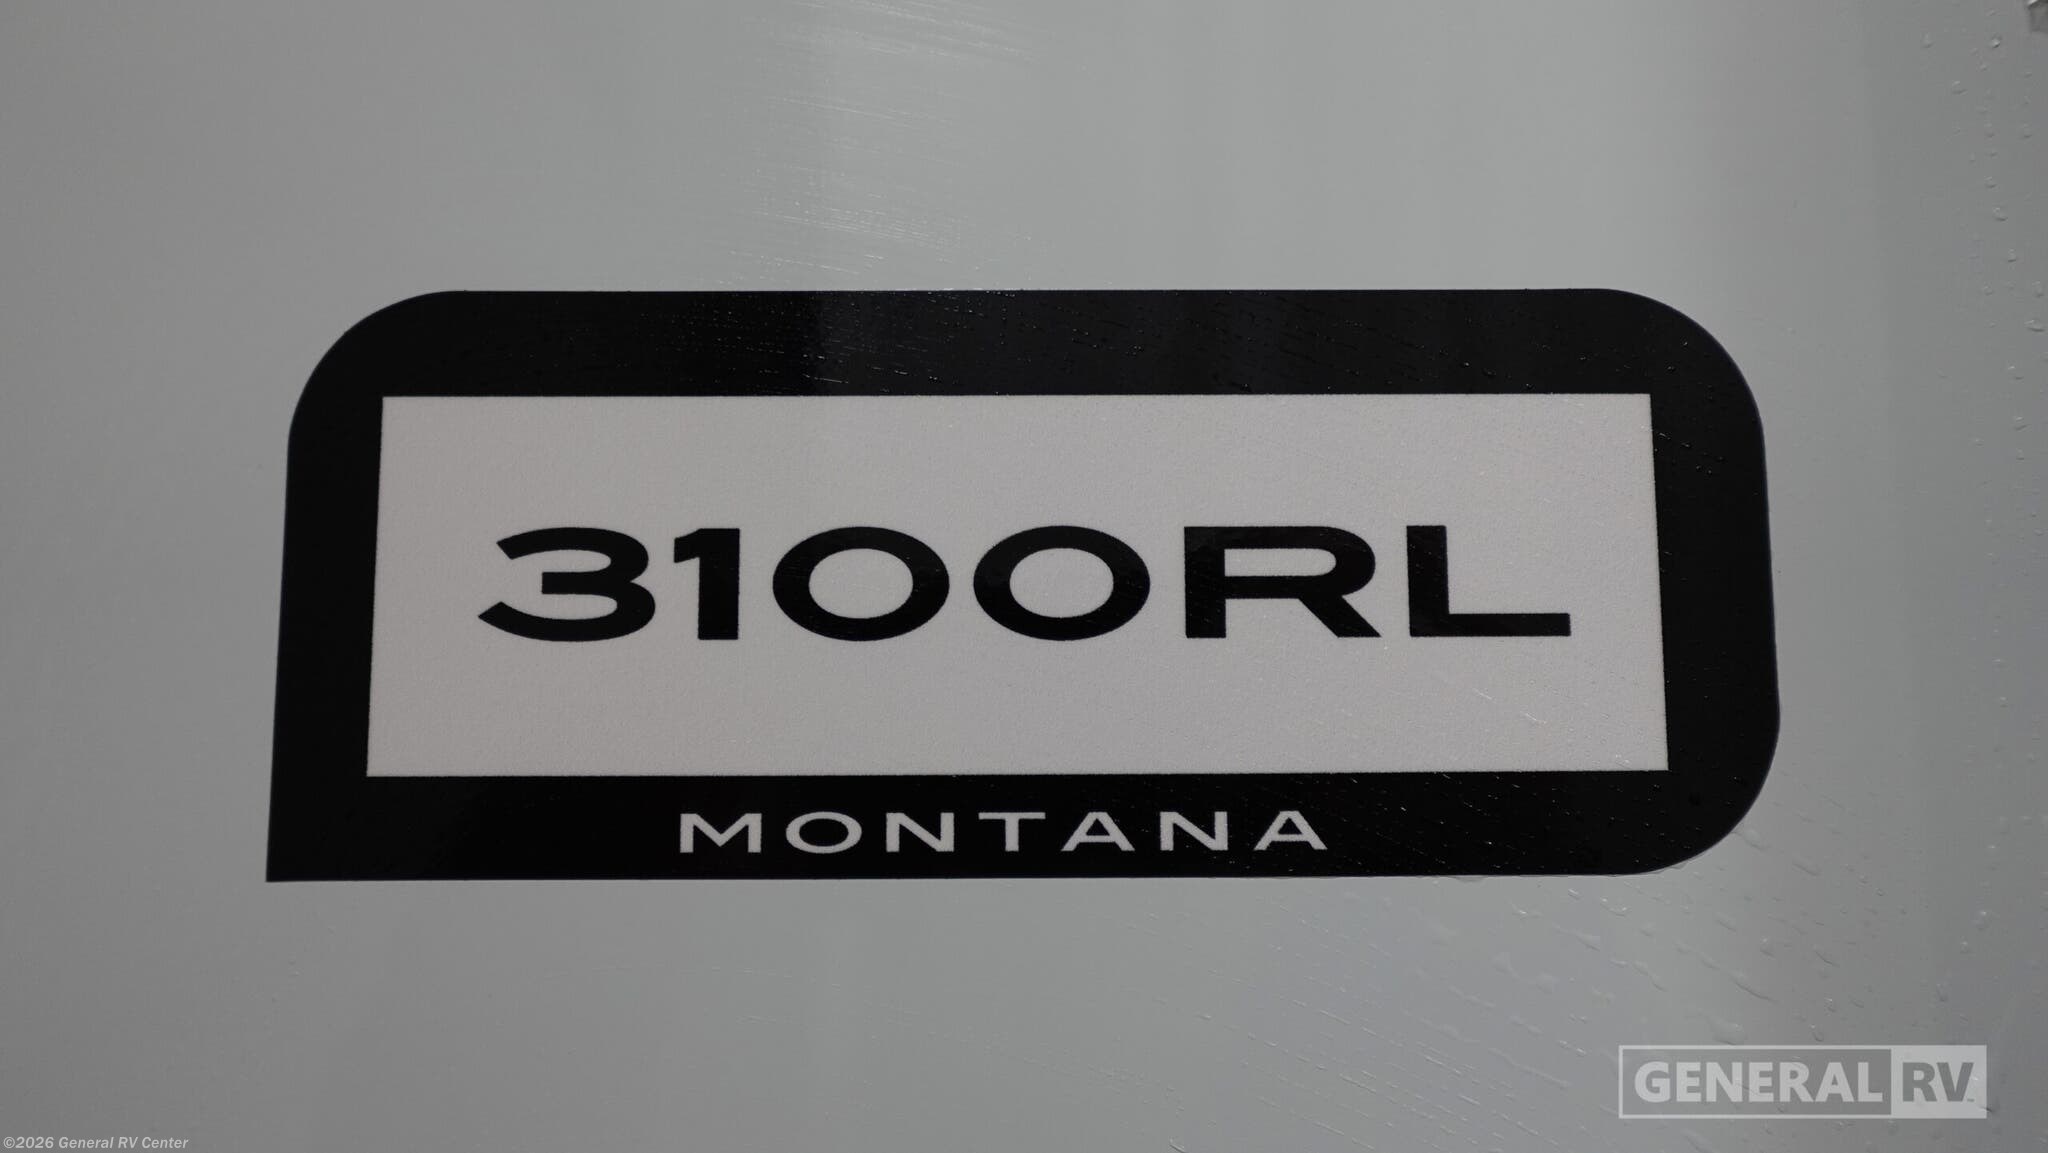 3100RL
MONTANA
GENERAL RV
©2026 General RV Center